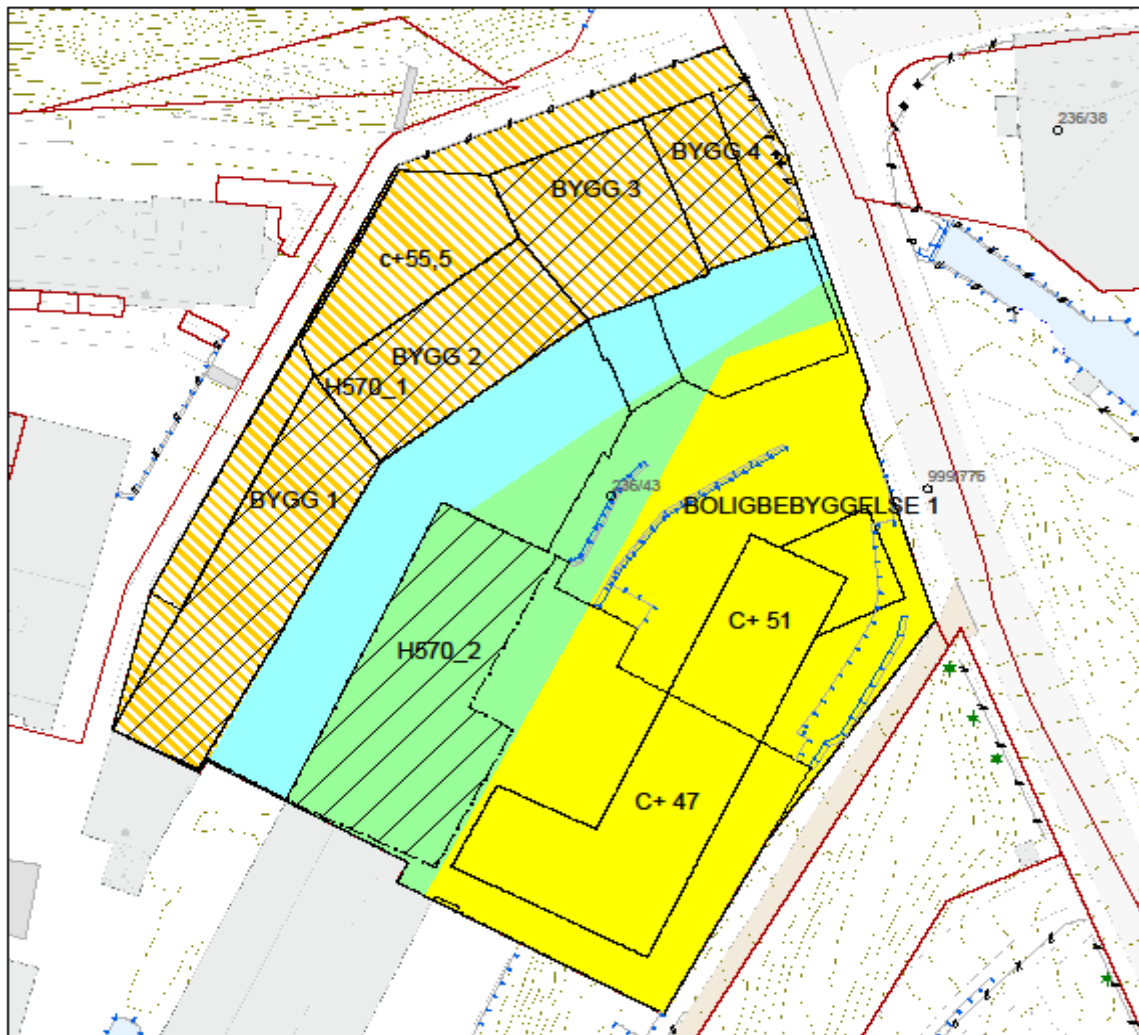 236/38
BYGG 4
BYGG 3
c+55,5
BYGG 2
H570_1
BYGG 1
236/43
999/775
BOLIGBEBYGGELSE 1
C+ 51
H570_2
C+ 47